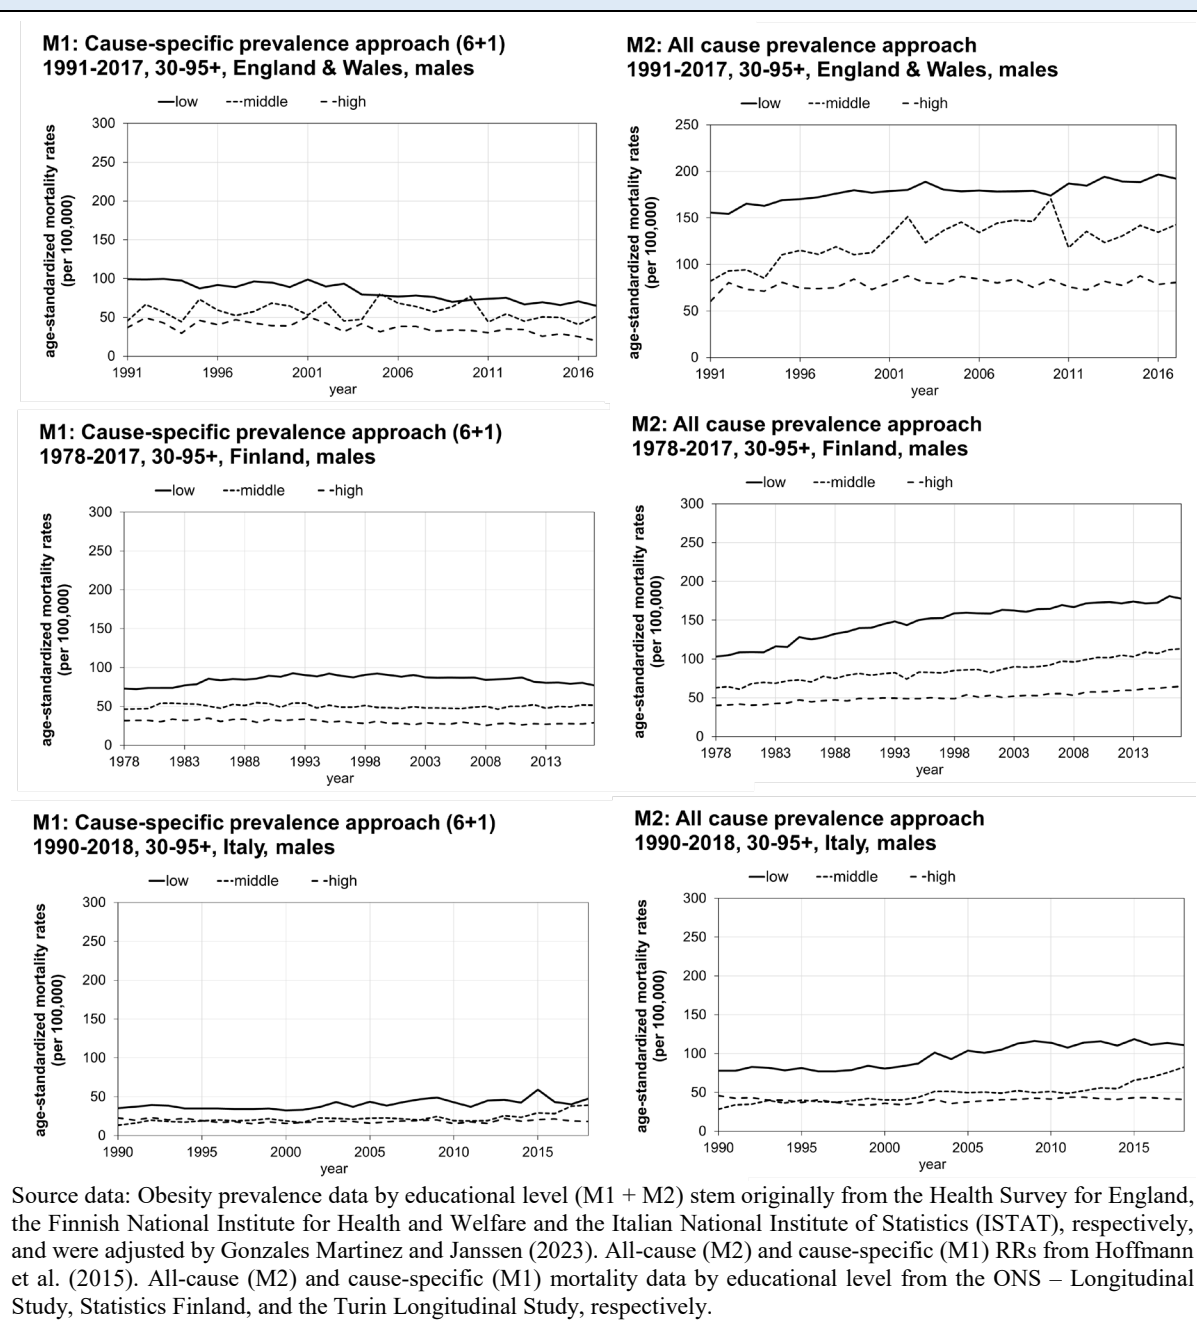 M1: Cause-specific prevalence approach (6+1)
1991-2017, 30-95+, England & Wales, males
low middle high
age-standardized mortality rates
(per 100,000)
300
250
200
150
100
50
0
1991 1996 2001 2006 2011 2016
year
M2: All cause prevalence approach
1991-2017, 30-95+, England & Wales, males
low middle high
age-standardized mortality rates
(per 100,000)
250
200
150
100
50
0
1991 1996 2001 2006 2011 2016
year
M1: Cause-specific prevalence approach (6+1)
1978-2017, 30-95+, Finland, males
low middle high
age-standardized mortality rates
(per 100,000)
300
250
200
150
100
50
0
1978 1983 1988 1993 1998 2003 2008 2013
year
M2: All cause prevalence approach
1978-2017, 30-95+, Finland, males
low middle high
age-standardized mortality rates
(per 100,000)
300
250
200
150
100
50
0
1978 1983 1988 1993 1998 2003 2008 2013
year
M1: Cause-specific prevalence approach (6+1)
1990-2018, 30-95+, Italy, males
low middle high
age-standardized mortality rates
(per 100,000)
300
250
200
150
100
50
0
1990 1995 2000 2005 2010 2015
year
M2: All cause prevalence approach
1990-2018, 30-95+, Italy, males
low middle high
age-standardized mortality rates
(per 100,000)
300
250
200
150
100
50
0
1990 1995 2000 2005 2010 2015
year
Source data: Obesity prevalence data by educational level (M1 + M2) stem originally from the Health Survey for England,
the Finnish National Institute for Health and Welfare and the Italian National Institute of Statistics (ISTAT), respectively,
and were adjusted by Gonzales Martinez and Janssen (2023). All-cause (M2) and cause-specific (M1) RRs from Hoffmann
et al. (2015). All-cause (M2) and cause-specific (M1) mortality data by educational level from the ONS – Longitudinal
Study, Statistics Finland, and the Turin Longitudinal Study, respectively.